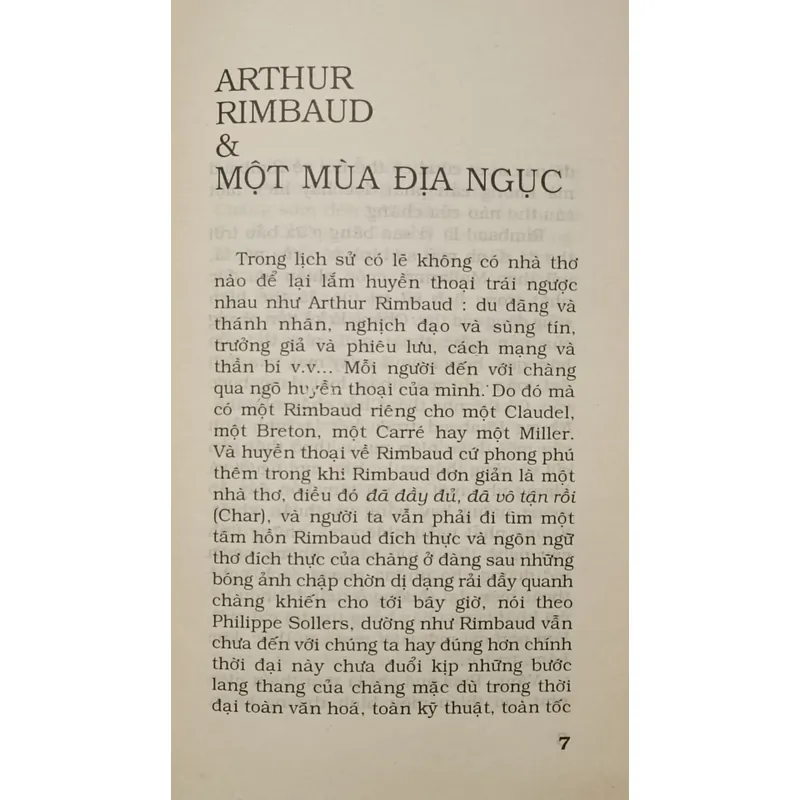 ARTHUR
RIMBAUD
&
MỘT MÙA ĐỊA NGỤC
Trong lịch sử có lẽ không có nhà thơ
nào để lại lắm huyền thoại trái ngược
nhau như Arthur Rimbaud : du đãng và
thánh nhân, nghịch đạo và sùng tín,
trưởng giả và phiêu lưu, cách mạng và
thần bí v.v... Mỗi người đến với chàng
qua ngõ huyền thoại của mình. Do đó mà
có một Rimbaud riêng cho một Claudel,
một Breton, một Carré hay một Miller.
Và huyền thoại về Rimbaud cứ phong phú
thêm trong khi Rimbaud đơn giản là một
nhà thơ, điều đó đã đầy đủ, đã vô tận rồi
(Char), và người ta vẫn phải đi tìm một
tâm hồn Rimbaud đích thực và ngôn ngữ
thơ đích thực của chàng ở đàng sau những
bóng ảnh chập chờn dị dạng rải đầy quanh
chàng khiến cho tới bây giờ, nói theo
Philippe Sollers, dường như Rimbaud vẫn
chưa đến với chúng ta hay đúng hơn chính
thời đại này chưa đuổi kịp những bước
lang thang của chàng mặc dù trong thời
đại toàn văn hoá, toàn kỹ thuật, toàn tốc
7